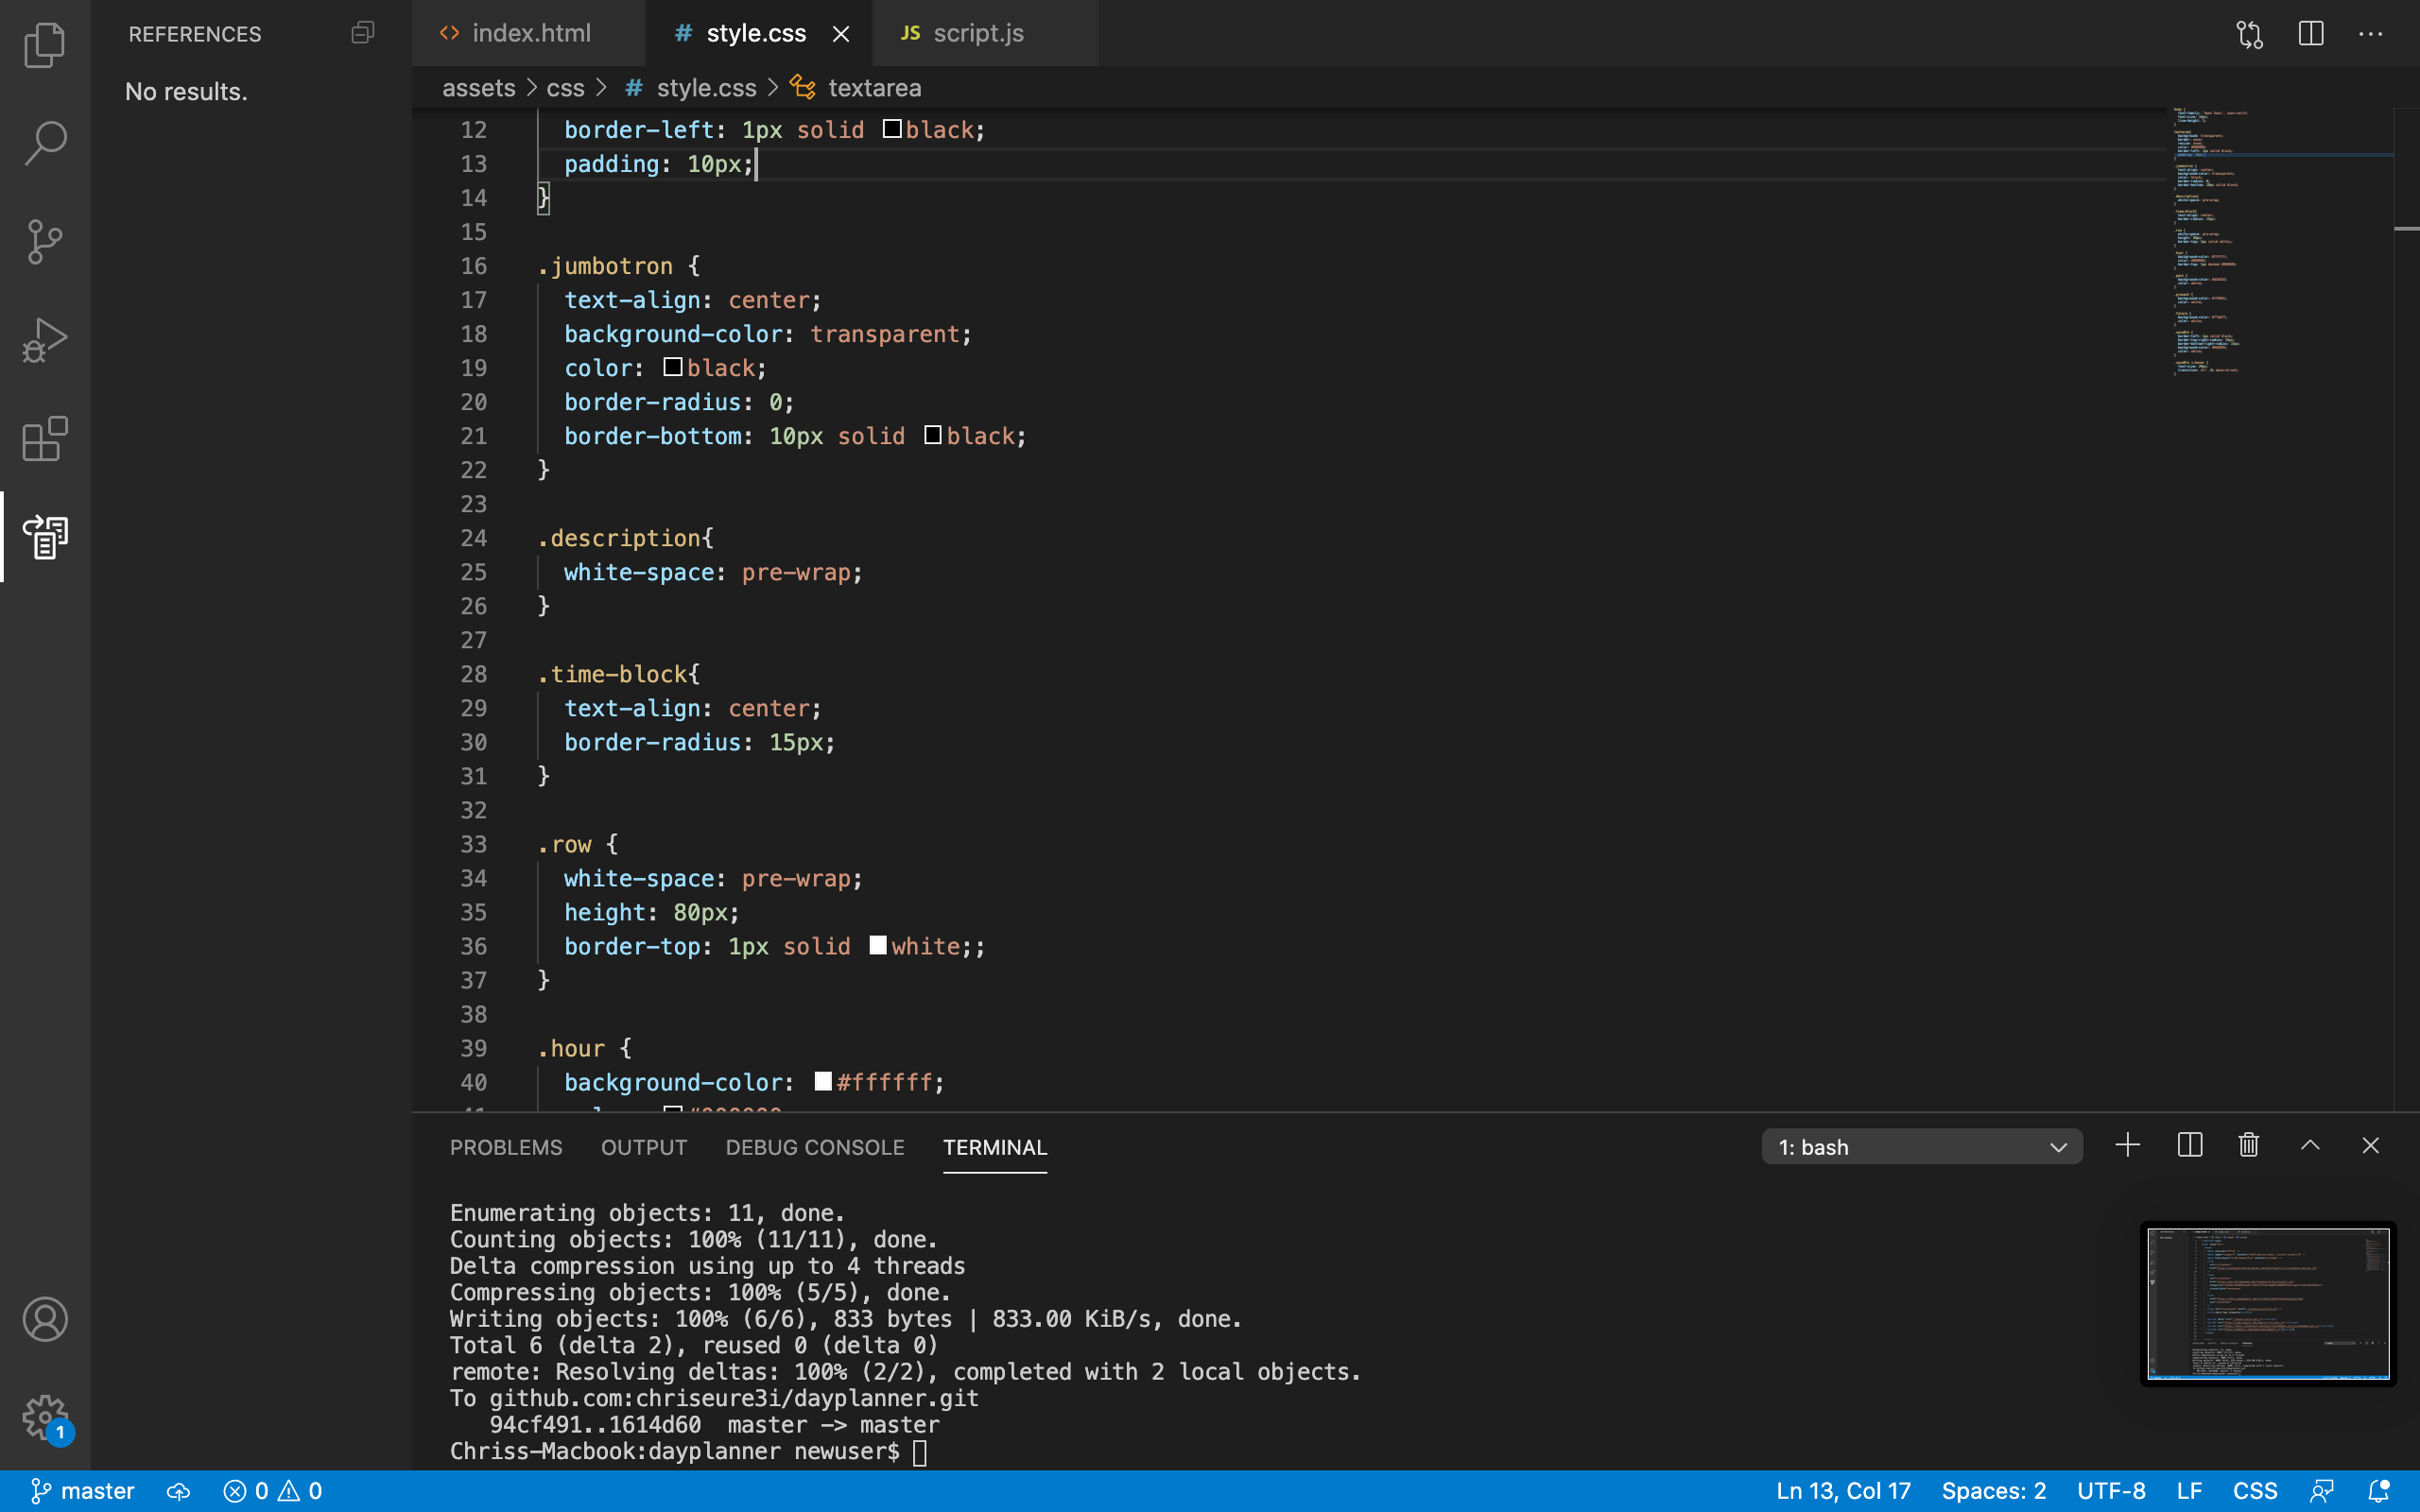 REFERENCES
No results.
index.html
# style.css
JS script.js
assets > css > # style.css > textarea
12 border-left: 1px solid black;
13 padding: 10px;
14 }
15
16 .jumbotron {
17 text-align: center;
18 background-color: transparent;
19 color: black;
20 border-radius: 0;
21 border-bottom: 10px solid black;
22 }
23
24 .description{
25 white-space: pre-wrap;
26 }
27
28 .time-block{
29 text-align: center;
30 border-radius: 15px;
31 }
32
33 .row {
34 white-space: pre-wrap;
35 height: 80px;
36 border-top: 1px solid white;;
37 }
38
39 .hour {
40 background-color: #ffffff;
PROBLEMS OUTPUT DEBUG CONSOLE TERMINAL
1: bash
Enumerating objects: 11, done.
Counting objects: 100% (11/11), done.
Delta compression using up to 4 threads
Compressing objects: 100% (5/5), done.
Writing objects: 100% (6/6), 833 bytes | 833.00 KiB/s, done.
Total 6 (delta 2), reused 0 (delta 0)
remote: Resolving deltas: 100% (2/2), completed with 2 local objects.
To github.com:chriseure3i/dayplanner.git
94cf491..1614d60 master -> master
Chriss-Macbook:dayplanner newuser$
1
master 0 0 Ln 13, Col 17 Spaces: 2 UTF-8 LF CSS